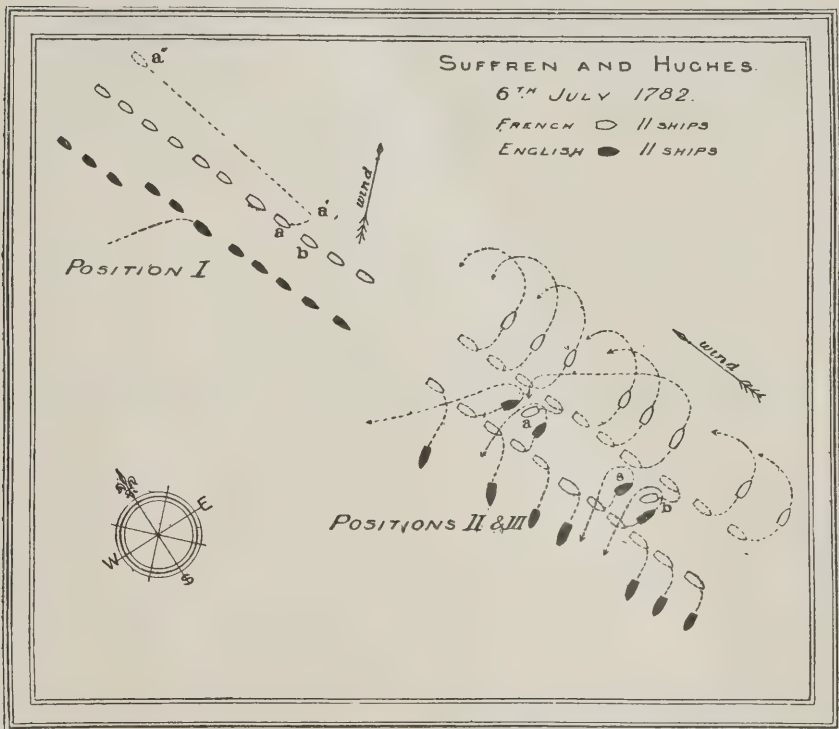 SUFFREN AND HUGHES.
6TH JULY 1782.
FRENCH 11 SHIPS
ENGLISH 11 SHIPS
a"
wind
a'
a
b
POSITION I
wind
a
s
b
POSITIONS II & III
E
W
S